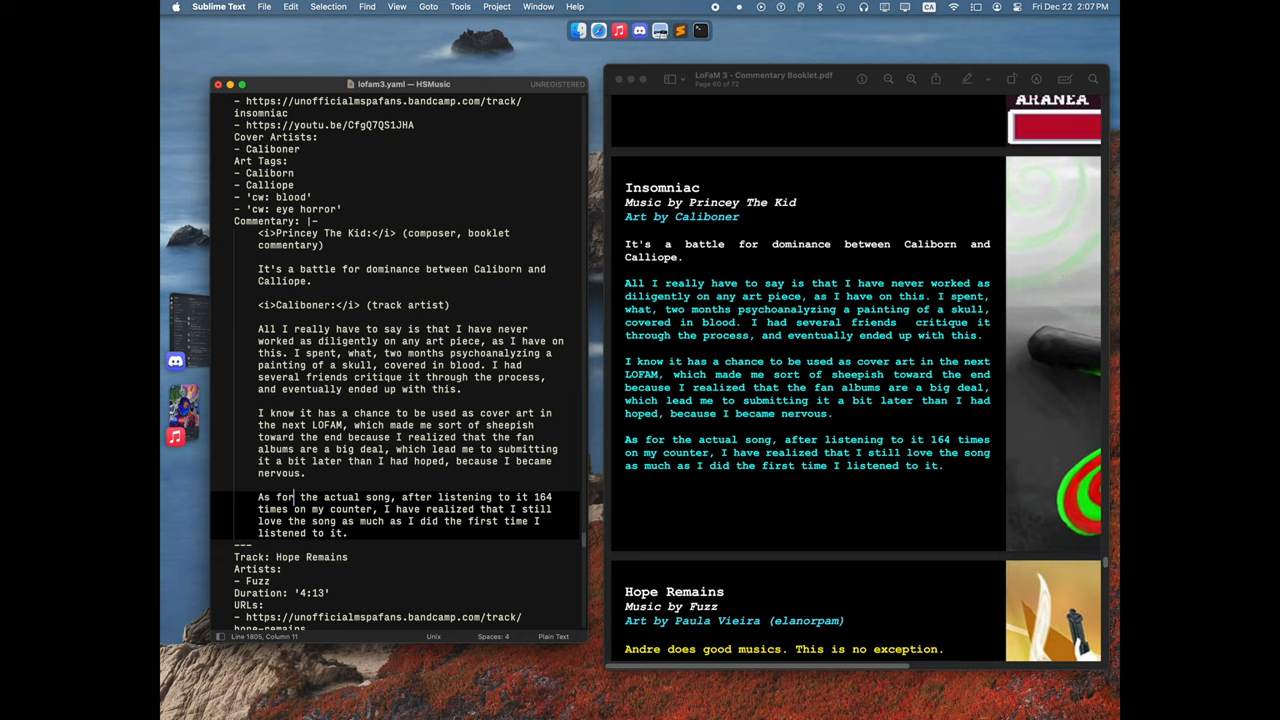 Sublime Text File Edit Selection Find View Goto Tools Project Window Help CA Fri Dec 22 2:07 PM
lofam3.yaml — HSMusic UNREGISTERED
- https://unofficialmspafans.bandcamp.com/track/
insomniac
- https://youtu.be/CfgQ7QS1JHA
Cover Artists:
- Caliboner
Art Tags:
- Caliborn
- Calliope
- 'cw: blood'
- 'cw: eye horror'
Commentary: |-
<i>Princey The Kid:</i> (composer, booklet
commentary)
It's a battle for dominance between Caliborn and
Calliope.
<i>Caliboner:</i> (track artist)
All I really have to say is that I have never
worked as diligently on any art piece, as I have on
this. I spent, what, two months psychoanalyzing a
painting of a skull, covered in blood. I had
several friends critique it through the process,
and eventually ended up with this.
I know it has a chance to be used as cover art in
the next LOFAM, which made me sort of sheepish
toward the end because I realized that the fan
albums are a big deal, which lead me to submitting
it a bit later than I had hoped, because I became
nervous.
As for the actual song, after listening to it 164
times on my counter, I have realized that I still
love the song as much as I did the first time I
listened to it.
---
Track: Hope Remains
Artists:
- Fuzz
Duration: '4:13'
URLs:
- https://unofficialmspafans.bandcamp.com/track/
hope-remains
Line 1805, Column 11 Unix Spaces: 4 Plain Text
LoFaM 3 - Commentary Booklet.pdf
Page 60 of 72
ARANEA
Insomniac
Music by Princey The Kid
Art by Caliboner
It's a battle for dominance between Caliborn and
Calliope.
All I really have to say is that I have never worked as
diligently on any art piece, as I have on this. I spent,
what, two months psychoanalyzing a painting of a skull,
covered in blood. I had several friends critique it
through the process, and eventually ended up with this.
I know it has a chance to be used as cover art in the next
LOFAM, which made me sort of sheepish toward the end
because I realized that the fan albums are a big deal,
which lead me to submitting it a bit later than I had
hoped, because I became nervous.
As for the actual song, after listening to it 164 times
on my counter, I have realized that I still love the song
as much as I did the first time I listened to it.
Hope Remains
Music by Fuzz
Art by Paula Vieira (elanorpam)
Andre does good musics. This is no exception.